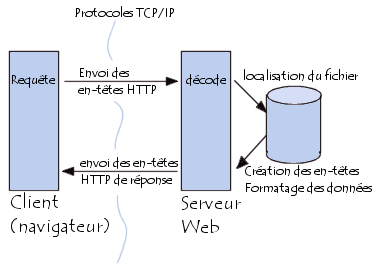 Protocoles TCP/IP
Requête
Envoi des
en-têtes HTTP
décode
localisation du fichier
envoi des en-têtes
HTTP de réponse
Création des en-têtes
Formatage des données
Client
(navigateur)
Serveur
Web